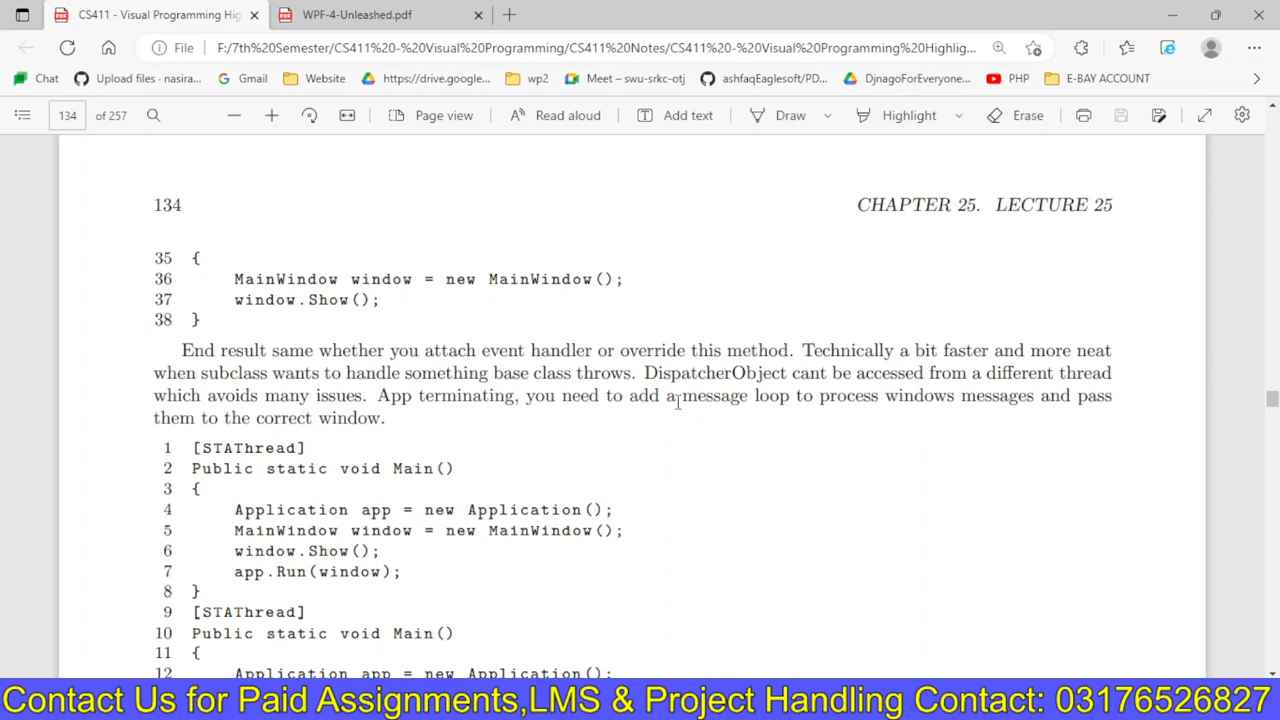 CS411 - Visual Programming Hig
WPF-4-Unleashed.pdf
File
F:/7th%20Semester/CS411%20-%20Visual%20Programming/CS411%20Notes/CS411%20-%20Visual%20Programming%20Highlig...
Chat
Upload files · nasira...
Gmail
Website
https://drive.google...
wp2
Meet – swu-srkc-otj
ashfaqEaglesoft/PD...
DjnagoForEveryone...
PHP
E-BAY ACCOUNT
134 of 257
Page view
Read aloud
Add text
Draw
Highlight
Erase
134 CHAPTER 25. LECTURE 25
35 {
36 MainWindow window = new MainWindow();
37 window.Show();
38 }
End result same whether you attach event handler or override this method. Technically a bit faster and more neat
when subclass wants to handle something base class throws. DispatcherObject cant be accessed from a different thread
which avoids many issues. App terminating, you need to add a message loop to process windows messages and pass
them to the correct window.
1 [STAThread]
2 Public static void Main()
3 {
4 Application app = new Application();
5 MainWindow window = new MainWindow();
6 window.Show();
7 app.Run(window);
8 }
9 [STAThread]
10 Public static void Main()
11 {
12 Application app = new Application();
Contact Us for Paid Assignments,LMS & Project Handling Contact: 03176526827